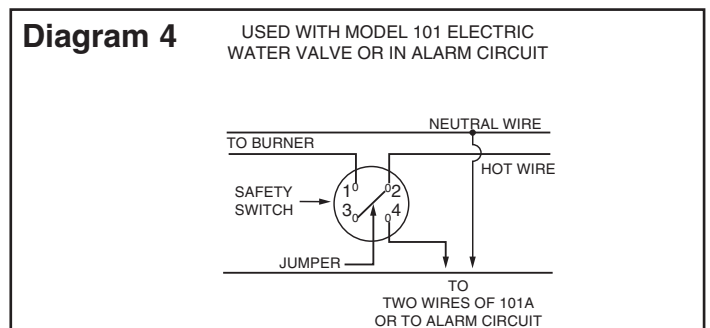 Diagram 4
USED WITH MODEL 101 ELECTRIC
WATER VALVE OR IN ALARM CIRCUIT
NEUTRAL WIRE
TO BURNER
HOT WIRE
SAFETY
SWITCH
1 2
3 4
JUMPER
TO
TWO WIRES OF 101A
OR TO ALARM CIRCUIT